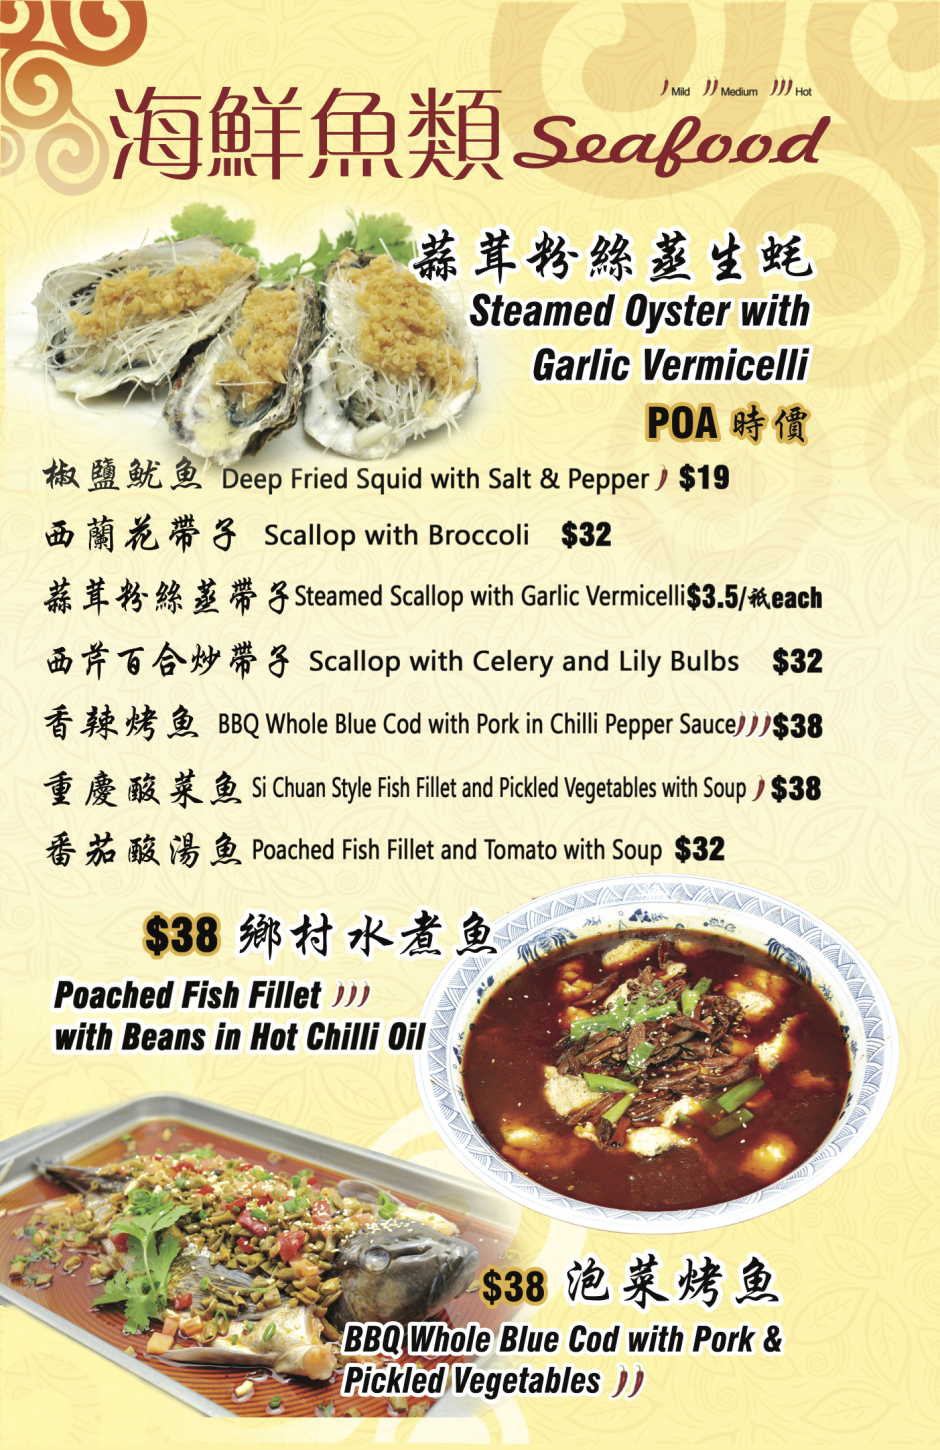 Mild Medium Hot
海鮮魚類 Seafood
蒜茸粉絲蒸生蚝
Steamed Oyster with
Garlic Vermicelli
POA 時價
椒鹽魷魚 Deep Fried Squid with Salt & Pepper $19
西蘭花帶子 Scallop with Broccoli $32
蒜茸粉絲蒸帶子 Steamed Scallop with Garlic Vermicelli $3.5/祇each
西芹百合炒帶子 Scallop with Celery and Lily Bulbs $32
香辣烤魚 BBQ Whole Blue Cod with Pork in Chilli Pepper Sauce $38
重慶酸菜魚 Si Chuan Style Fish Fillet and Pickled Vegetables with Soup $38
番茄酸湯魚 Poached Fish Fillet and Tomato with Soup $32
$38 鄉村水煮魚
Poached Fish Fillet
with Beans in Hot Chilli Oil
$38 泡菜烤魚
BBQ Whole Blue Cod with Pork &
Pickled Vegetables